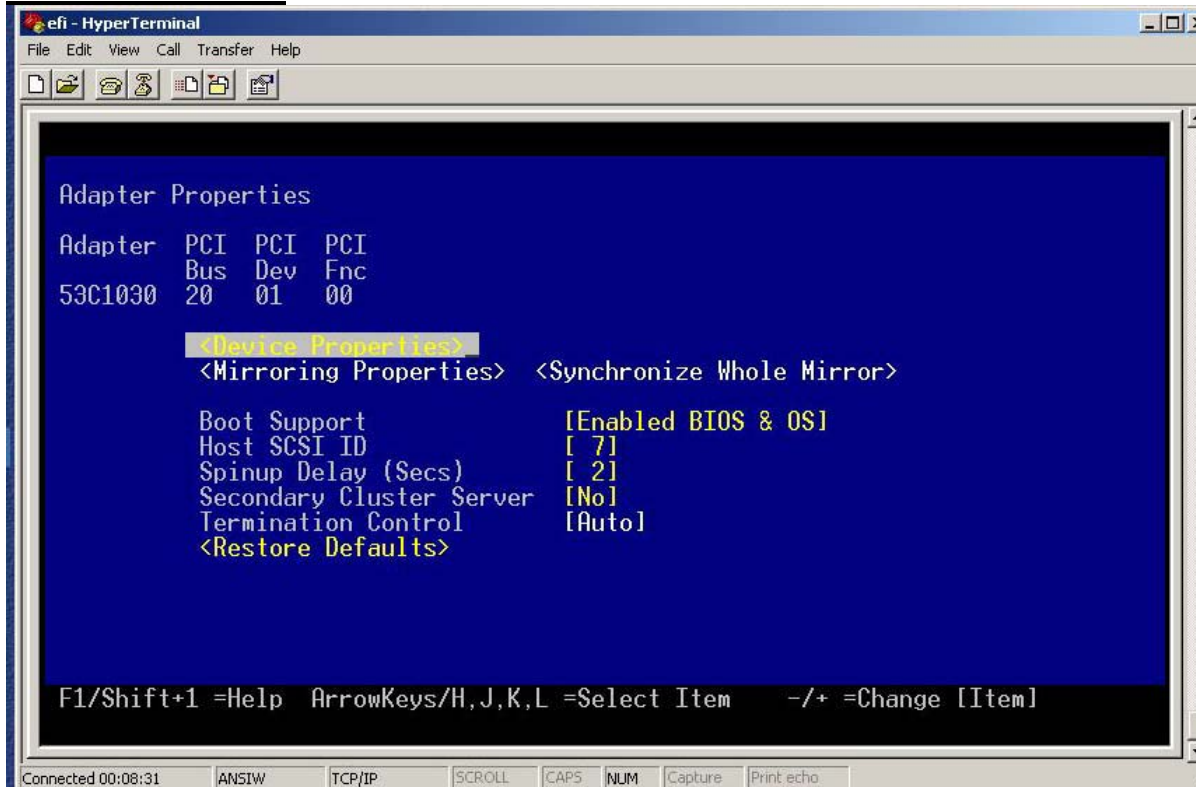 efi - HyperTerminal
File Edit View Call Transfer Help
Adapter Properties
Adapter PCI PCI PCI
Bus Dev Fnc
53C1030 20 01 00
<Device Properties>
<Mirroring Properties> <Synchronize Whole Mirror>
Boot Support [Enabled BIOS & OS]
Host SCSI ID [ 7]
Spinup Delay (Secs) [ 2]
Secondary Cluster Server [No]
Termination Control [Auto]
<Restore Defaults>
F1/Shift+1 =Help ArrowKeys/H,J,K,L =Select Item -/+ =Change [Item]
Connected 00:08:31 ANSIW TCP/IP SCROLL CAPS NUM Capture Print echo